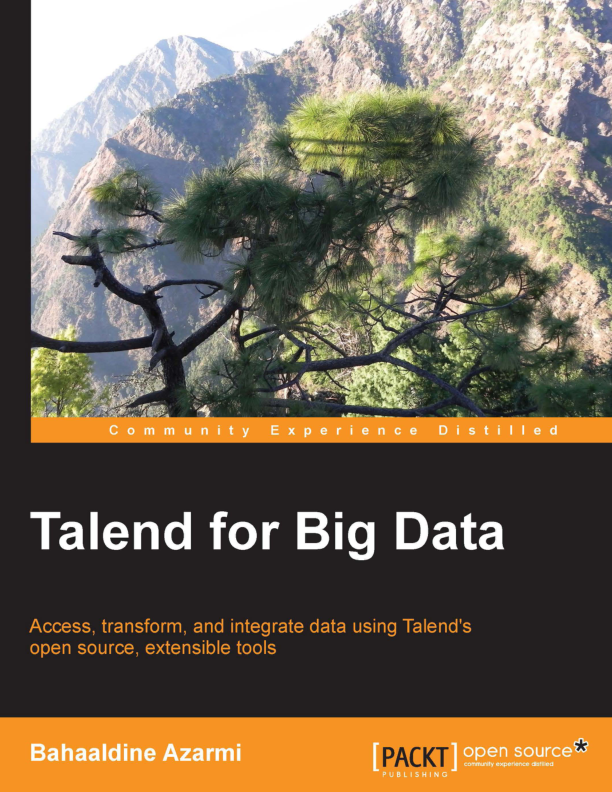 Community Experience Distilled
Talend for Big Data
Access, transform, and integrate data using Talend's
open source, extensible tools
Bahaaldine Azarmi
[PACKT] open source*
PUBLISHING community experience distilled